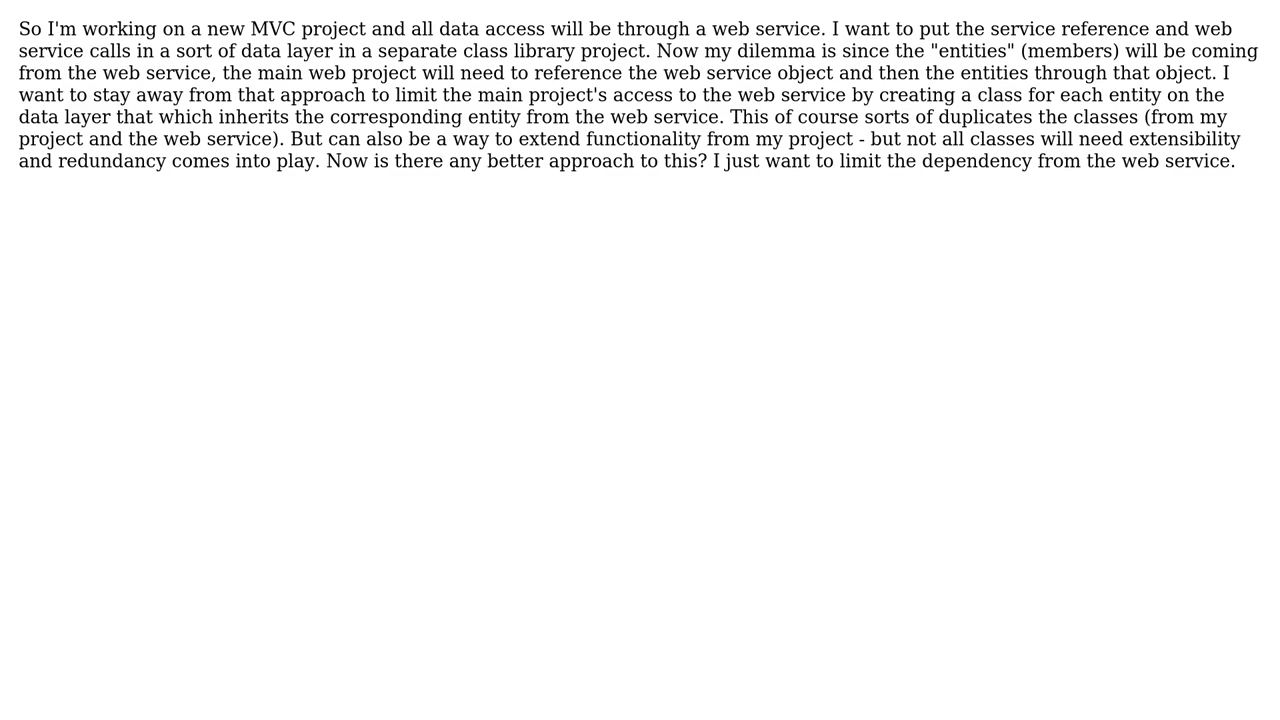 So I'm working on a new MVC project and all data access will be through a web service. I want to put the service reference and web
service calls in a sort of data layer in a separate class library project. Now my dilemma is since the "entities" (members) will be coming
from the web service, the main web project will need to reference the web service object and then the entities through that object. I
want to stay away from that approach to limit the main project's access to the web service by creating a class for each entity on the
data layer that which inherits the corresponding entity from the web service. This of course sorts of duplicates the classes (from my
project and the web service). But can also be a way to extend functionality from my project - but not all classes will need extensibility
and redundancy comes into play. Now is there any better approach to this? I just want to limit the dependency from the web service.